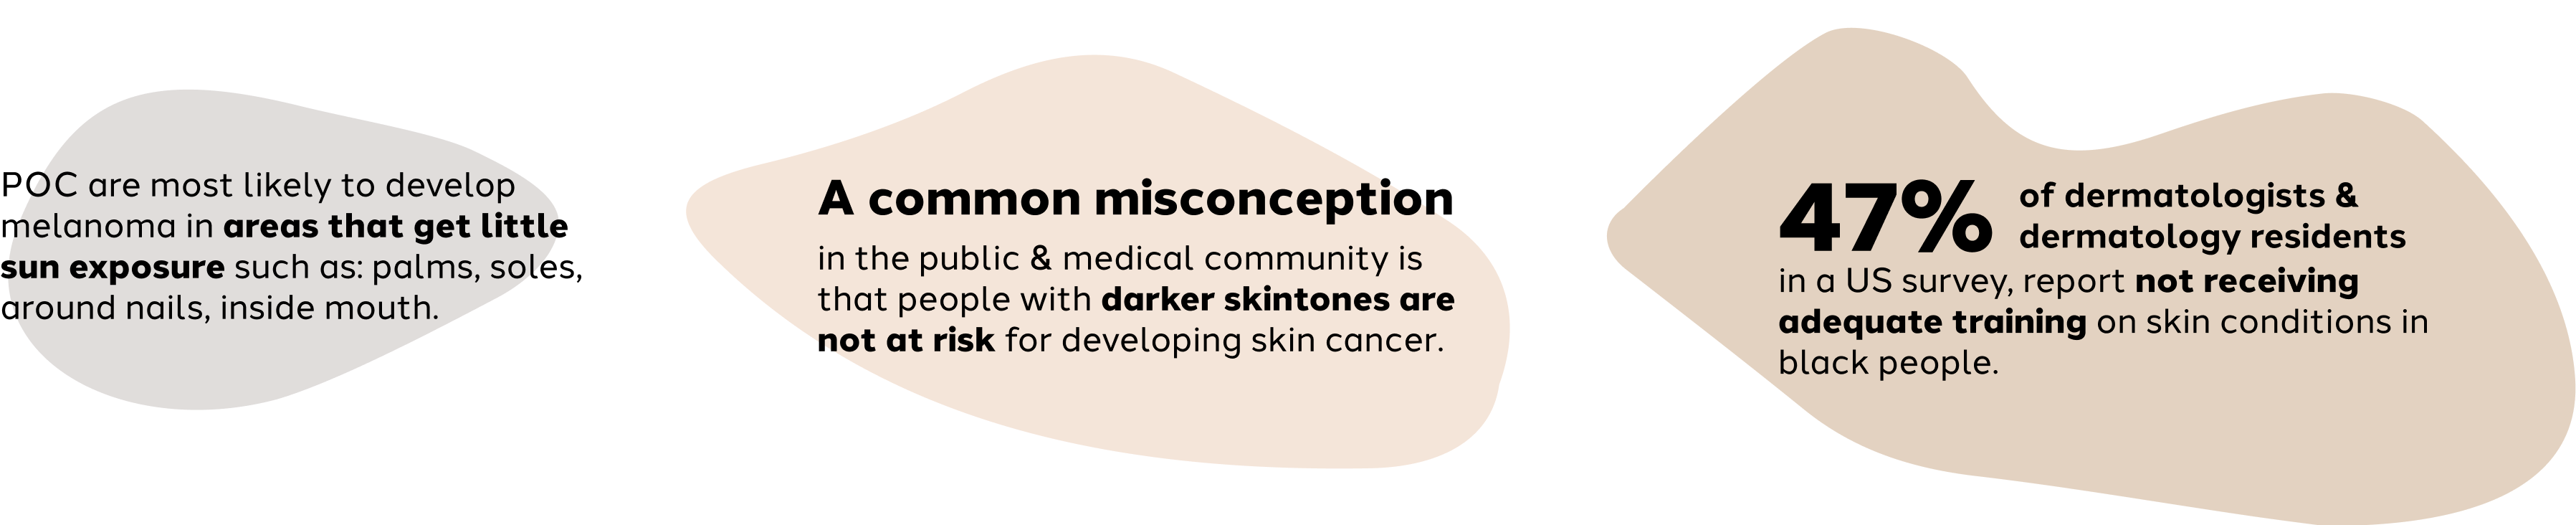 POC are most likely to develop
melanoma in areas that get little
sun exposure such as: palms, soles,
around nails, inside mouth.
A common misconception
in the public & medical community is
that people with darker skintones are
not at risk for developing skin cancer.
47% of dermatologists &
dermatology residents
in a US survey, report not receiving
adequate training on skin conditions in
black people.